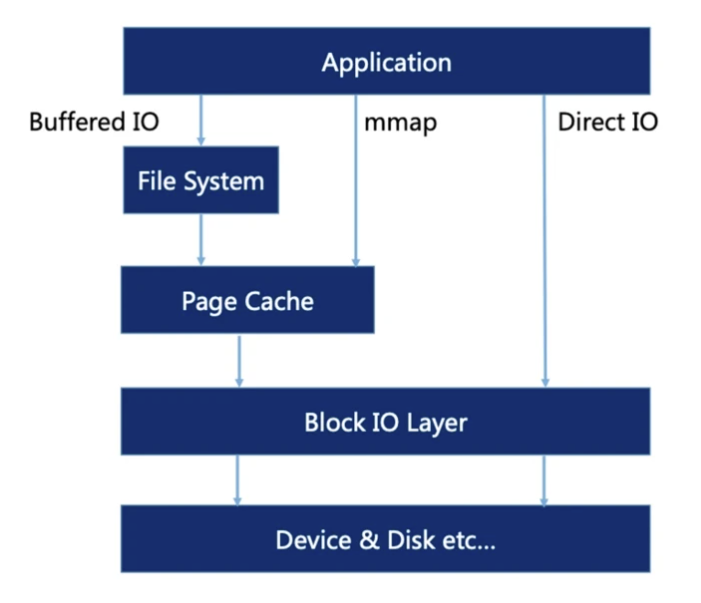 Application
Buffered IO
mmap
Direct IO
File System
Page Cache
Block IO Layer
Device & Disk etc...